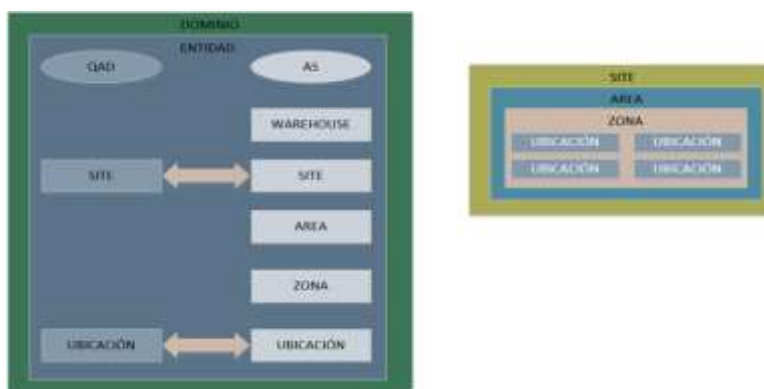 DOMINIO
ENTIDAD
QAD
AS
WAREHOUSE
SITE
SITE
AREA
ZONA
UBICACIÓN
UBICACIÓN
SITE
AREA
ZONA
UBICACIÓN
UBICACIÓN
UBICACIÓN
UBICACIÓN